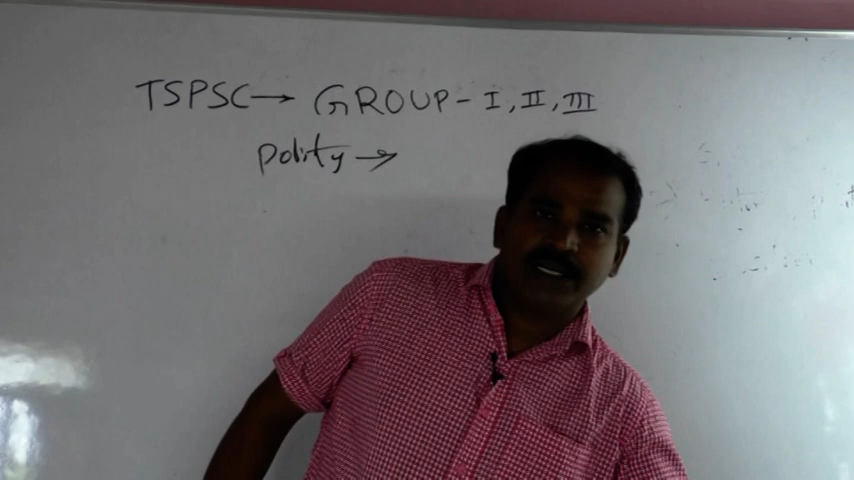 TSPSC → GROUP - I, II, III
polity →